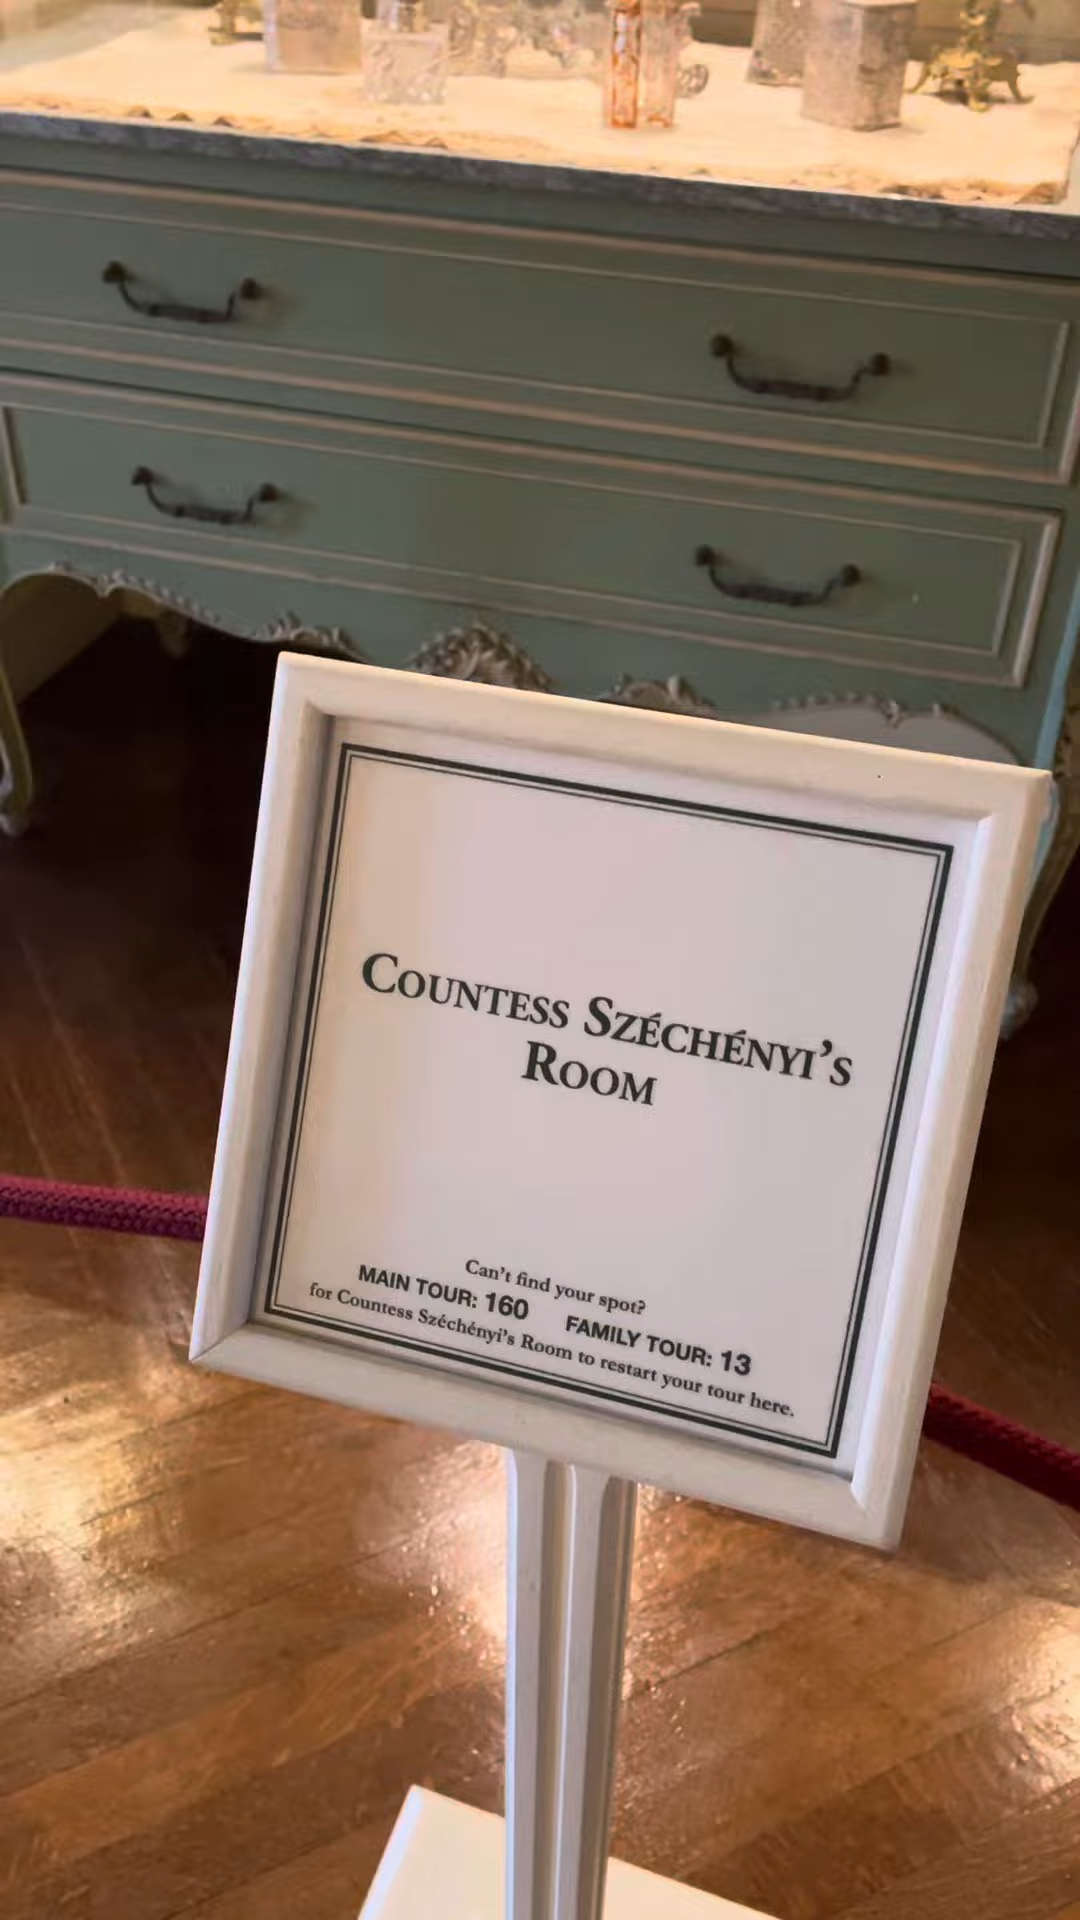 COUNTESS SZÉCHÉNYI'S
ROOM
Can't find your spot?
MAIN TOUR: 160 FAMILY TOUR: 13
for Countess Széchényi's Room to restart your tour here.